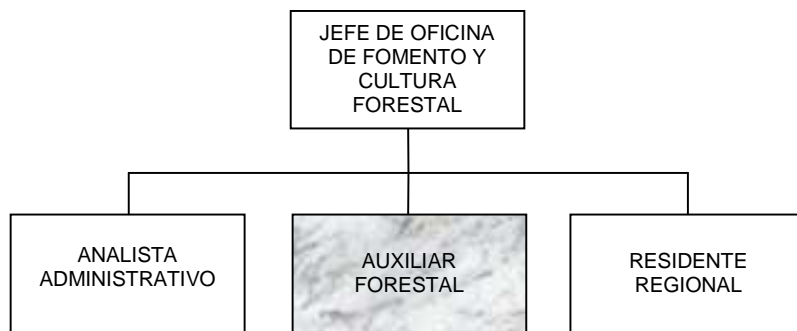 JEFE DE OFICINA
DE FOMENTO Y
CULTURA
FORESTAL
ANALISTA
ADMINISTRATIVO
AUXILIAR
FORESTAL
RESIDENTE
REGIONAL